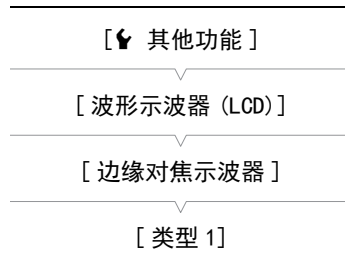 [ 其他功能 ]
[ 波形示波器 (LCD)]
[ 边缘对焦示波器 ]
[ 类型 1]